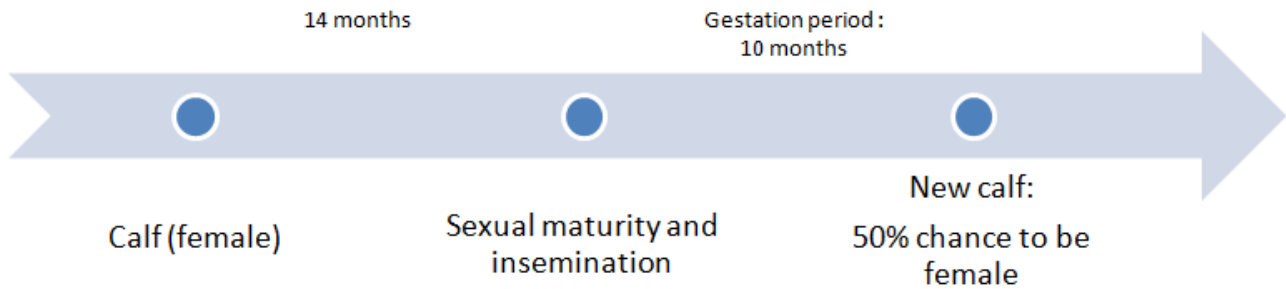 14 months
Gestation period :
10 months
Calf (female)
Sexual maturity and
insemination
New calf:
50% chance to be
female